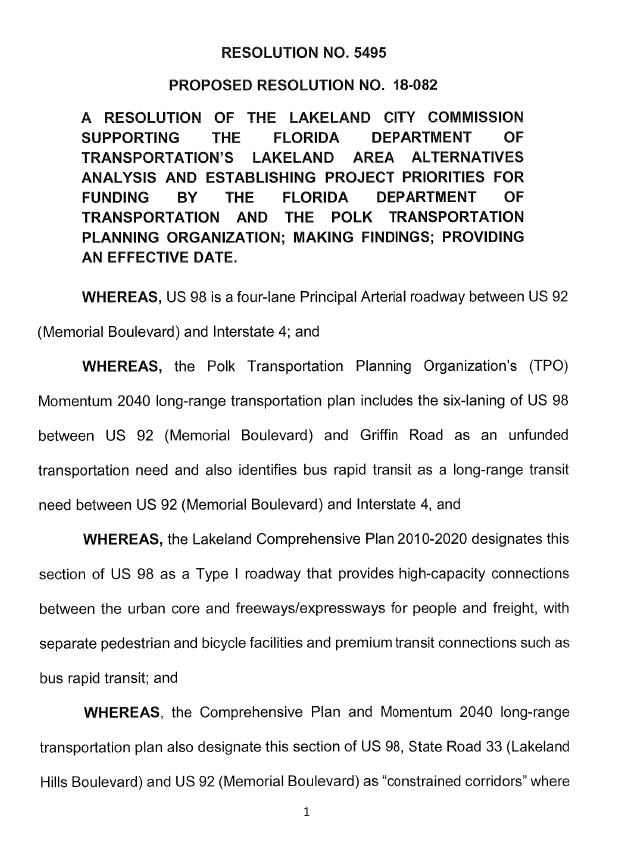 RESOLUTION NO. 5495
PROPOSED RESOLUTION NO. 18-082
A RESOLUTION OF THE LAKELAND CITY COMMISSION
SUPPORTING THE FLORIDA DEPARTMENT OF
TRANSPORTATION'S LAKELAND AREA ALTERNATIVES
ANALYSIS AND ESTABLISHING PROJECT PRIORITIES FOR
FUNDING BY THE FLORIDA DEPARTMENT OF
TRANSPORTATION AND THE POLK TRANSPORTATION
PLANNING ORGANIZATION; MAKING FINDINGS; PROVIDING
AN EFFECTIVE DATE.
WHEREAS, US 98 is a four-lane Principal Arterial roadway between US 92
(Memorial Boulevard) and Interstate 4; and
WHEREAS, the Polk Transportation Planning Organization's (TPO)
Momentum 2040 long-range transportation plan includes the six-laning of US 98
between US 92 (Memorial Boulevard) and Griffin Road as an unfunded
transportation need and also identifies bus rapid transit as a long-range transit
need between US 92 (Memorial Boulevard) and Interstate 4, and
WHEREAS, the Lakeland Comprehensive Plan 2010-2020 designates this
section of US 98 as a Type I roadway that provides high-capacity connections
between the urban core and freeways/expressways for people and freight, with
separate pedestrian and bicycle facilities and premium transit connections such as
bus rapid transit; and
WHEREAS, the Comprehensive Plan and Momentum 2040 long-range
transportation plan also designate this section of US 98, State Road 33 (Lakeland
Hills Boulevard) and US 92 (Memorial Boulevard) as "constrained corridors" where
1